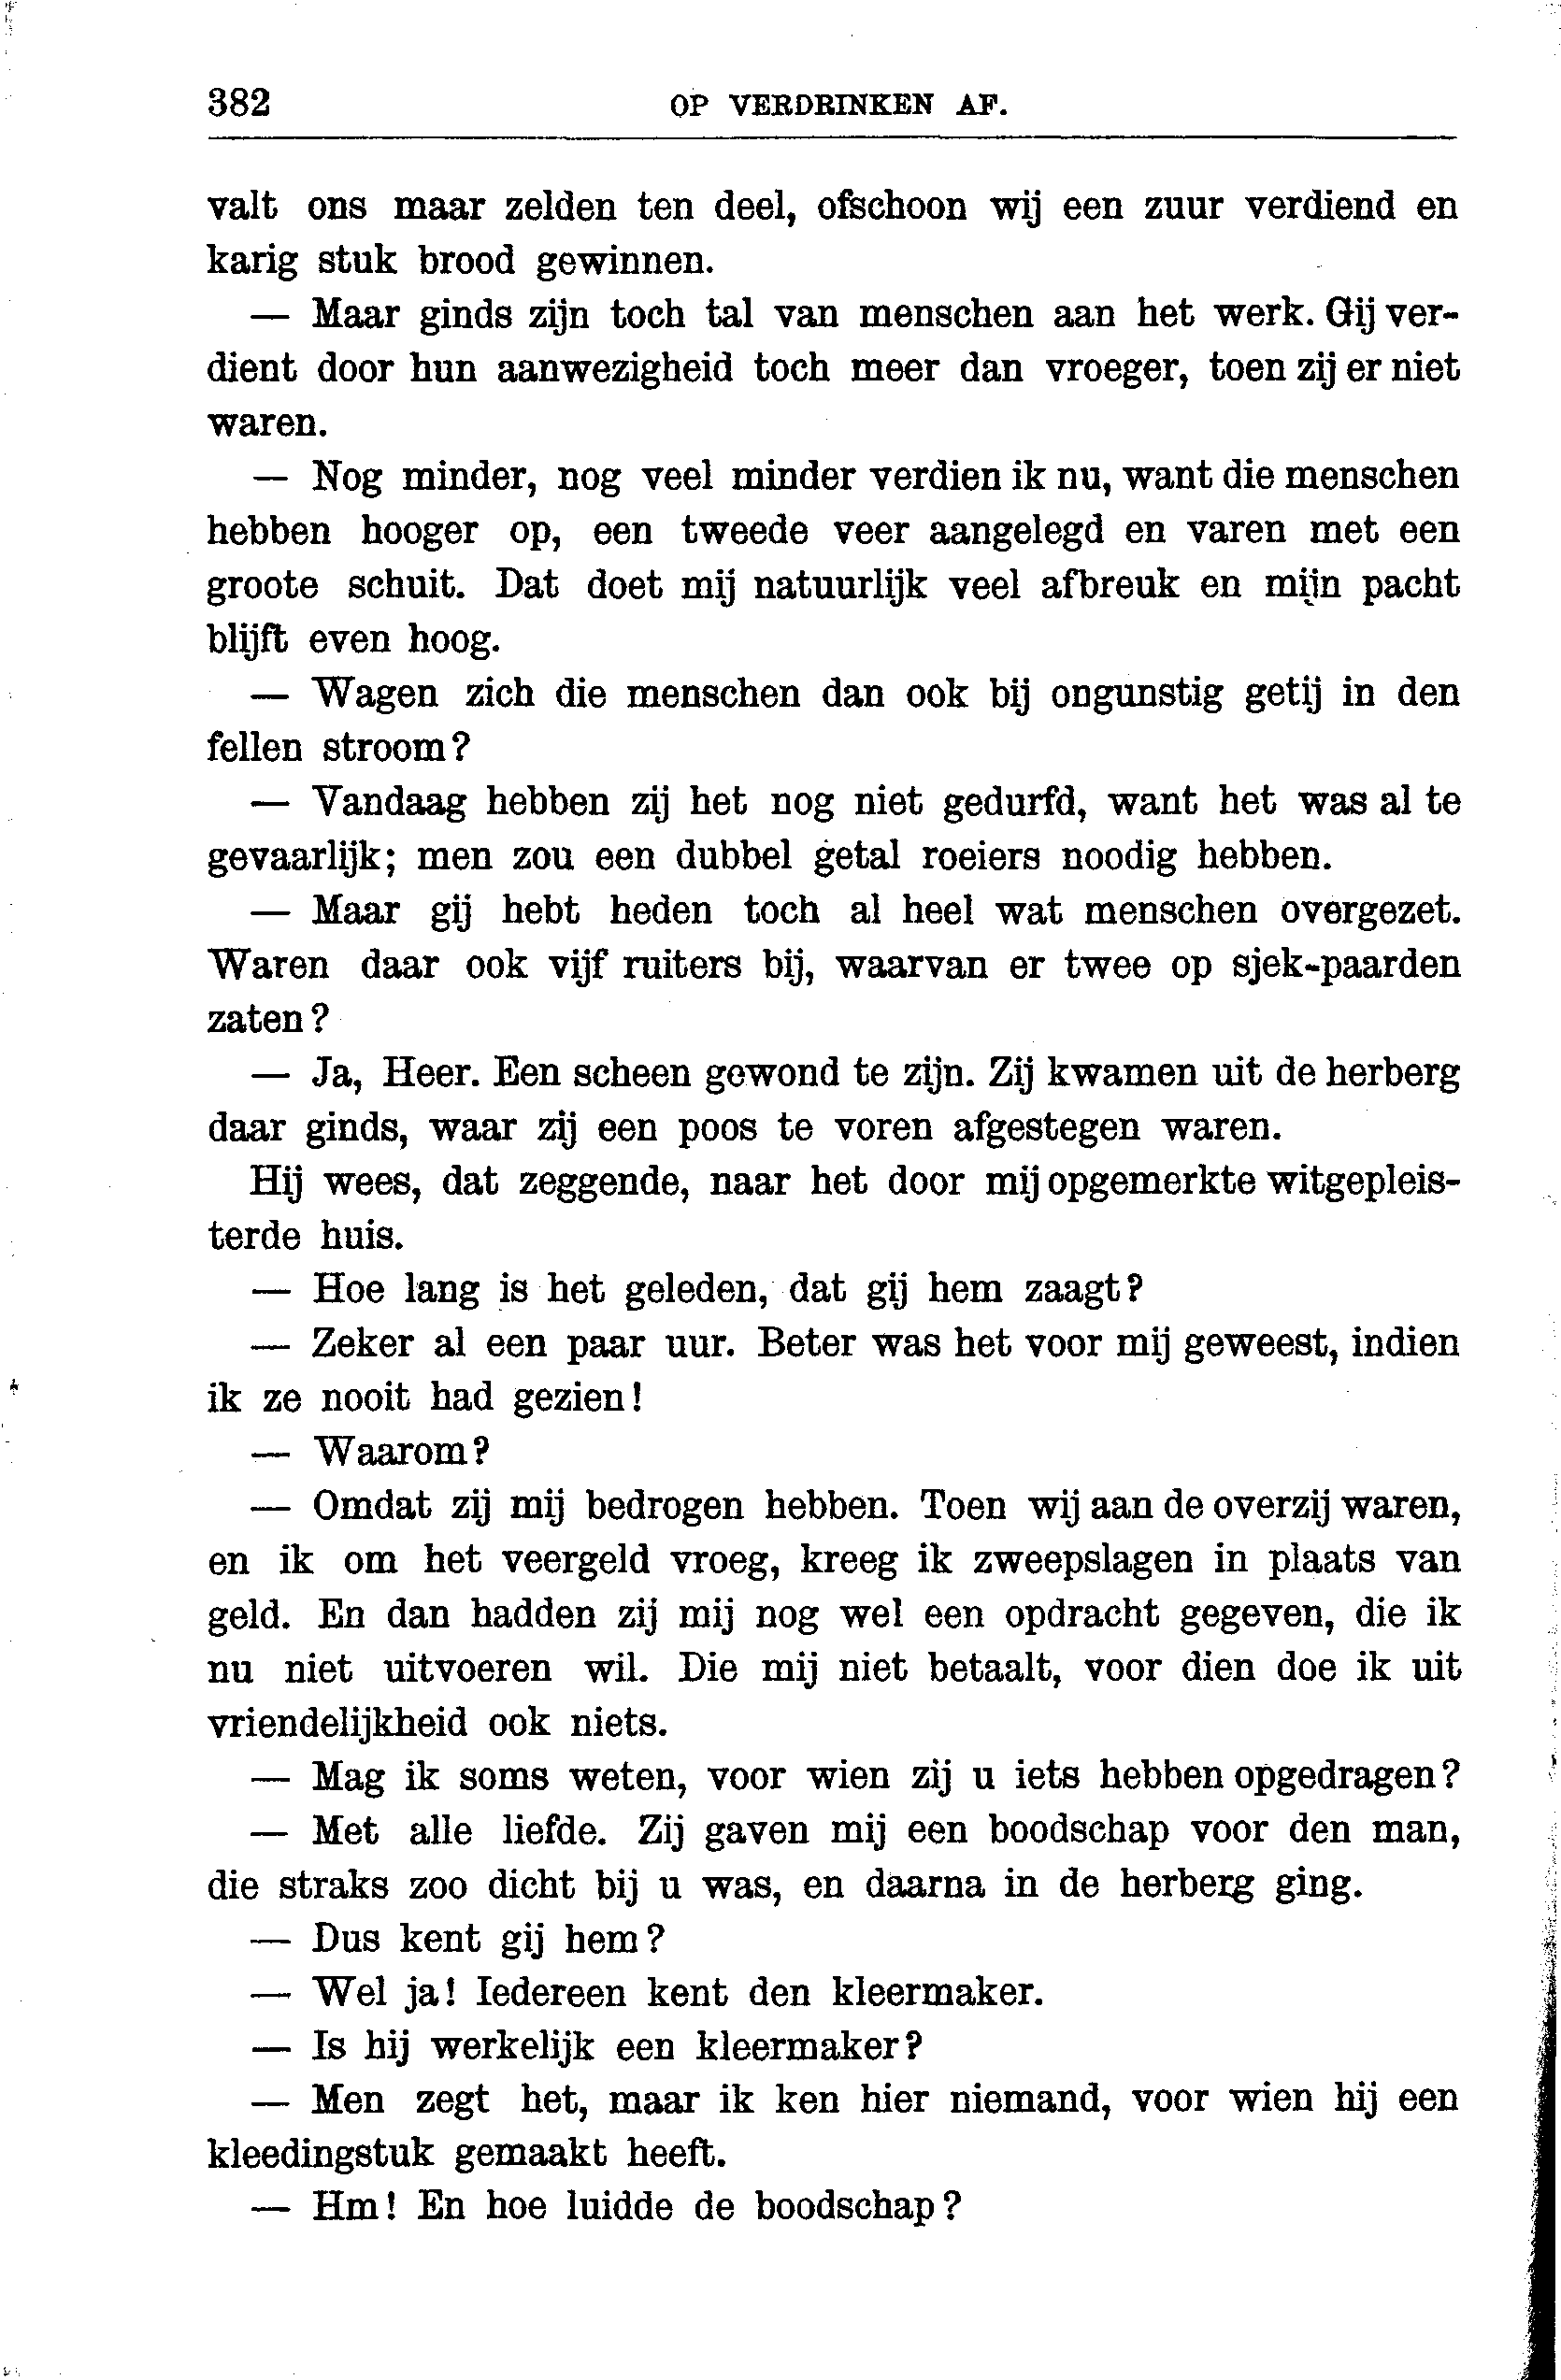 382
OP VERDRINKEN AF.
valt ons maar zelden ten deel, ofschoon wij een zuur verdiend en
karig stuk brood gewinnen.
— Maar ginds zijn toch tal van menschen aan het werk. Gij ver-
dient door hun aanwezigheid toch meer dan vroeger, toen zij er niet
waren.
— Nog minder, nog veel minder verdien ik nu, want die menschen
hebben hooger op, een tweede veer aangelegd en varen met een
groote schuit. Dat doet mij natuurlijk veel afbreuk en mijn pacht
blijft even hoog.
— Wagen zich die menschen dan ook bij ongunstig getij in den
fellen stroom?
— Vandaag hebben zij het nog niet gedurfd, want het was al te
gevaarlijk; men zou een dubbel getal roeiers noodig hebben.
— Maar gij hebt heden toch al heel wat menschen overgezet.
Waren daar ook vijf ruiters bij, waarvan er twee op sjek-paarden
zaten?
— Ja, Heer. Een scheen gewond te zijn. Zij kwamen uit de herberg
daar ginds, waar zij een poos te voren afgestegen waren.
Hij wees, dat zeggende, naar het door mij opgemerkte witgepleis-
terde huis.
— Hoe lang is het geleden, dat gij hem zaagt?
— Zeker al een paar uur. Beter was het voor mij geweest, indien
ik ze nooit had gezien!
— Waarom?
— Omdat zij mij bedrogen hebben. Toen wij aan de overzij waren,
en ik om het veergeld vroeg, kreeg ik zweepslagen in plaats van
geld. En dan hadden zij mij nog wel een opdracht gegeven, die ik
nu niet uitvoeren wil. Die mij niet betaalt, voor dien doe ik uit
vriendelijkheid ook niets.
— Mag ik soms weten, voor wien zij u iets hebben opgedragen?
— Met alle liefde. Zij gaven mij een boodschap voor den man,
die straks zoo dicht bij u was, en daarna in de herberg ging.
— Dus kent gij hem?
— Wel ja! Iedereen kent den kleermaker.
— Is hij werkelijk een kleermaker?
— Men zegt het, maar ik ken hier niemand, voor wien hij een
kleedingstuk gemaakt heeft.
— Hm! En hoe luidde de boodschap?